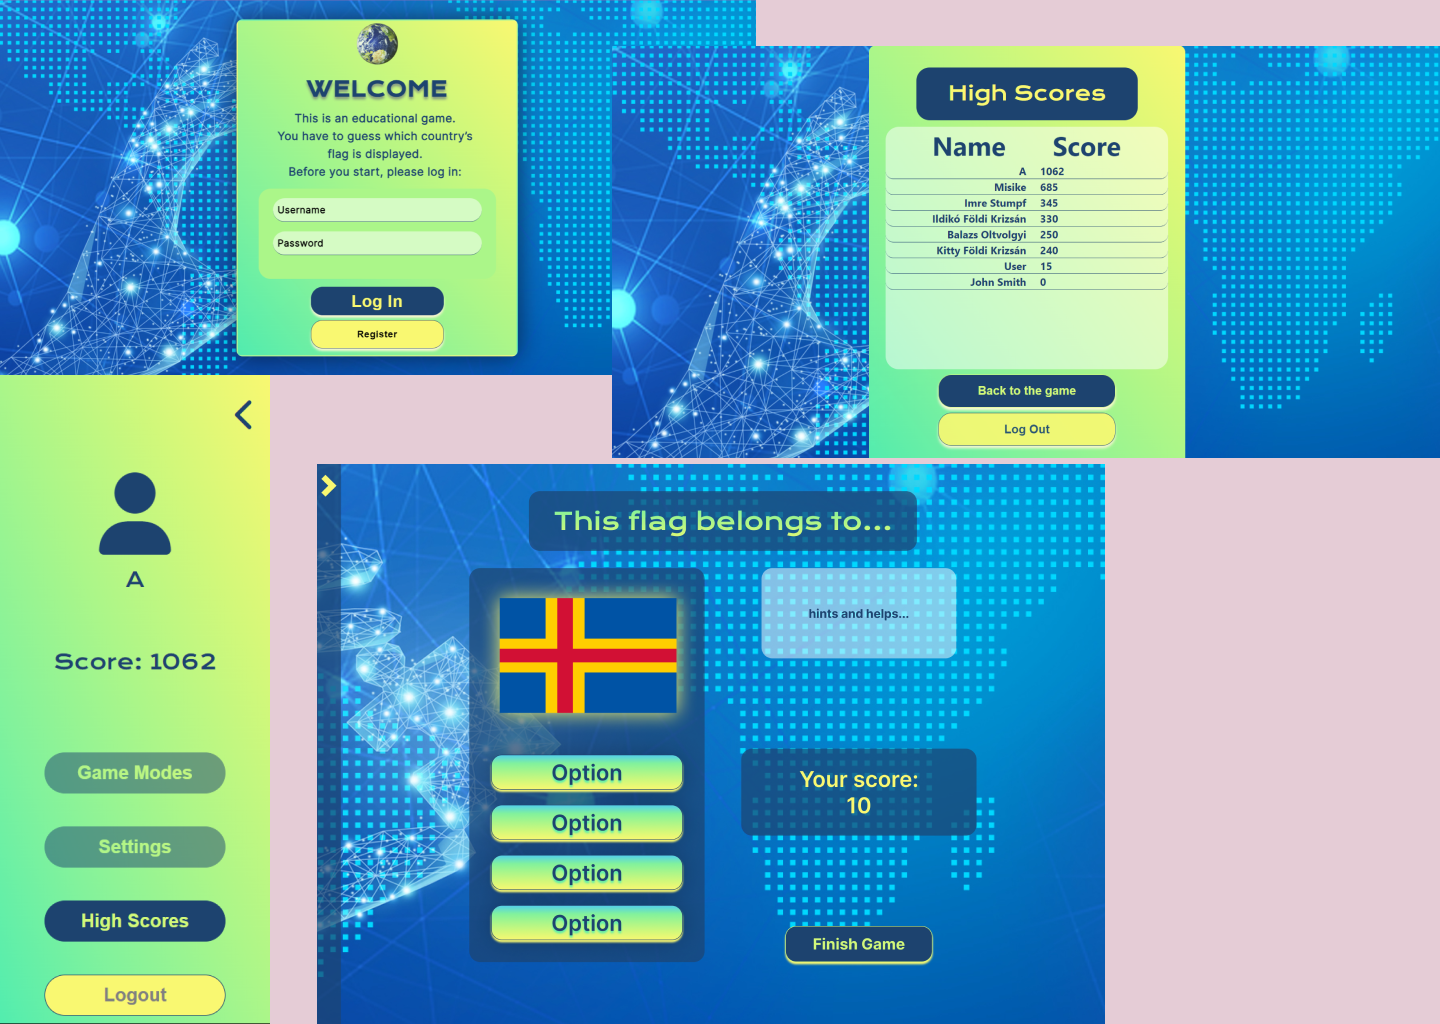 WELCOME
This is an educational game.
You have to guess which country's
flag is displayed.
Before you start, please log in:
Username
Password
Log In
Register
High Scores
Name Score
A 1062
Misike 685
Imre Stumpf 345
Ildikó Földi Krizsán 330
Balazs Oltvolgyi 250
Kitty Földi Krizsán 240
User 15
John Smith 0
Back to the game
Log Out
A
Score: 1062
Game Modes
Settings
High Scores
Logout
This flag belongs to...
hints and helps...
Option
Option
Option
Option
Your score:
10
Finish Game